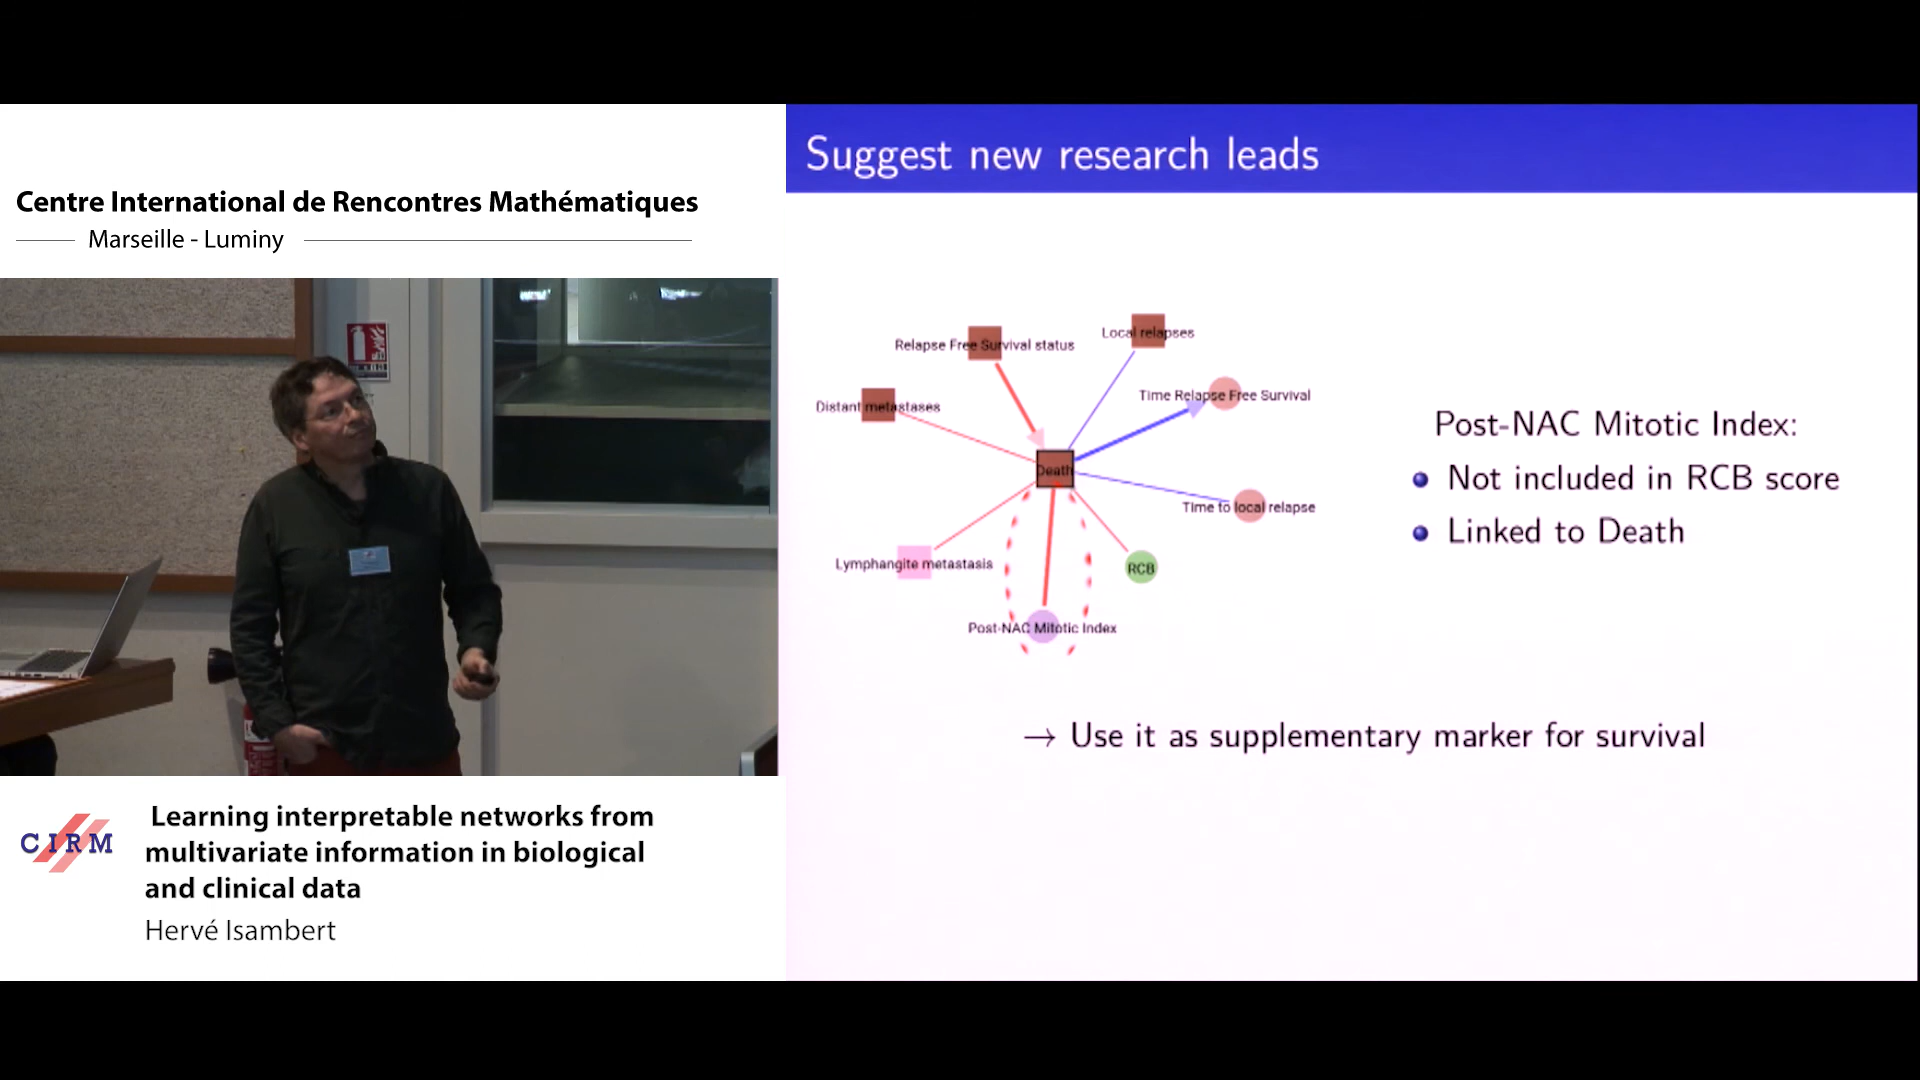 Centre International de Rencontres Mathématiques
Marseille - Luminy
CIRM
Learning interpretable networks from
multivariate information in biological
and clinical data
Hervé Isambert
Suggest new research leads
Local relapses
Relapse Free Survival status
Time Relapse Free Survival
Distant metastases
Death
Time to local relapse
Lymphangite metastasis
RCB
Post-NAC Mitotic Index
Post-NAC Mitotic Index:
Not included in RCB score
Linked to Death
→ Use it as supplementary marker for survival